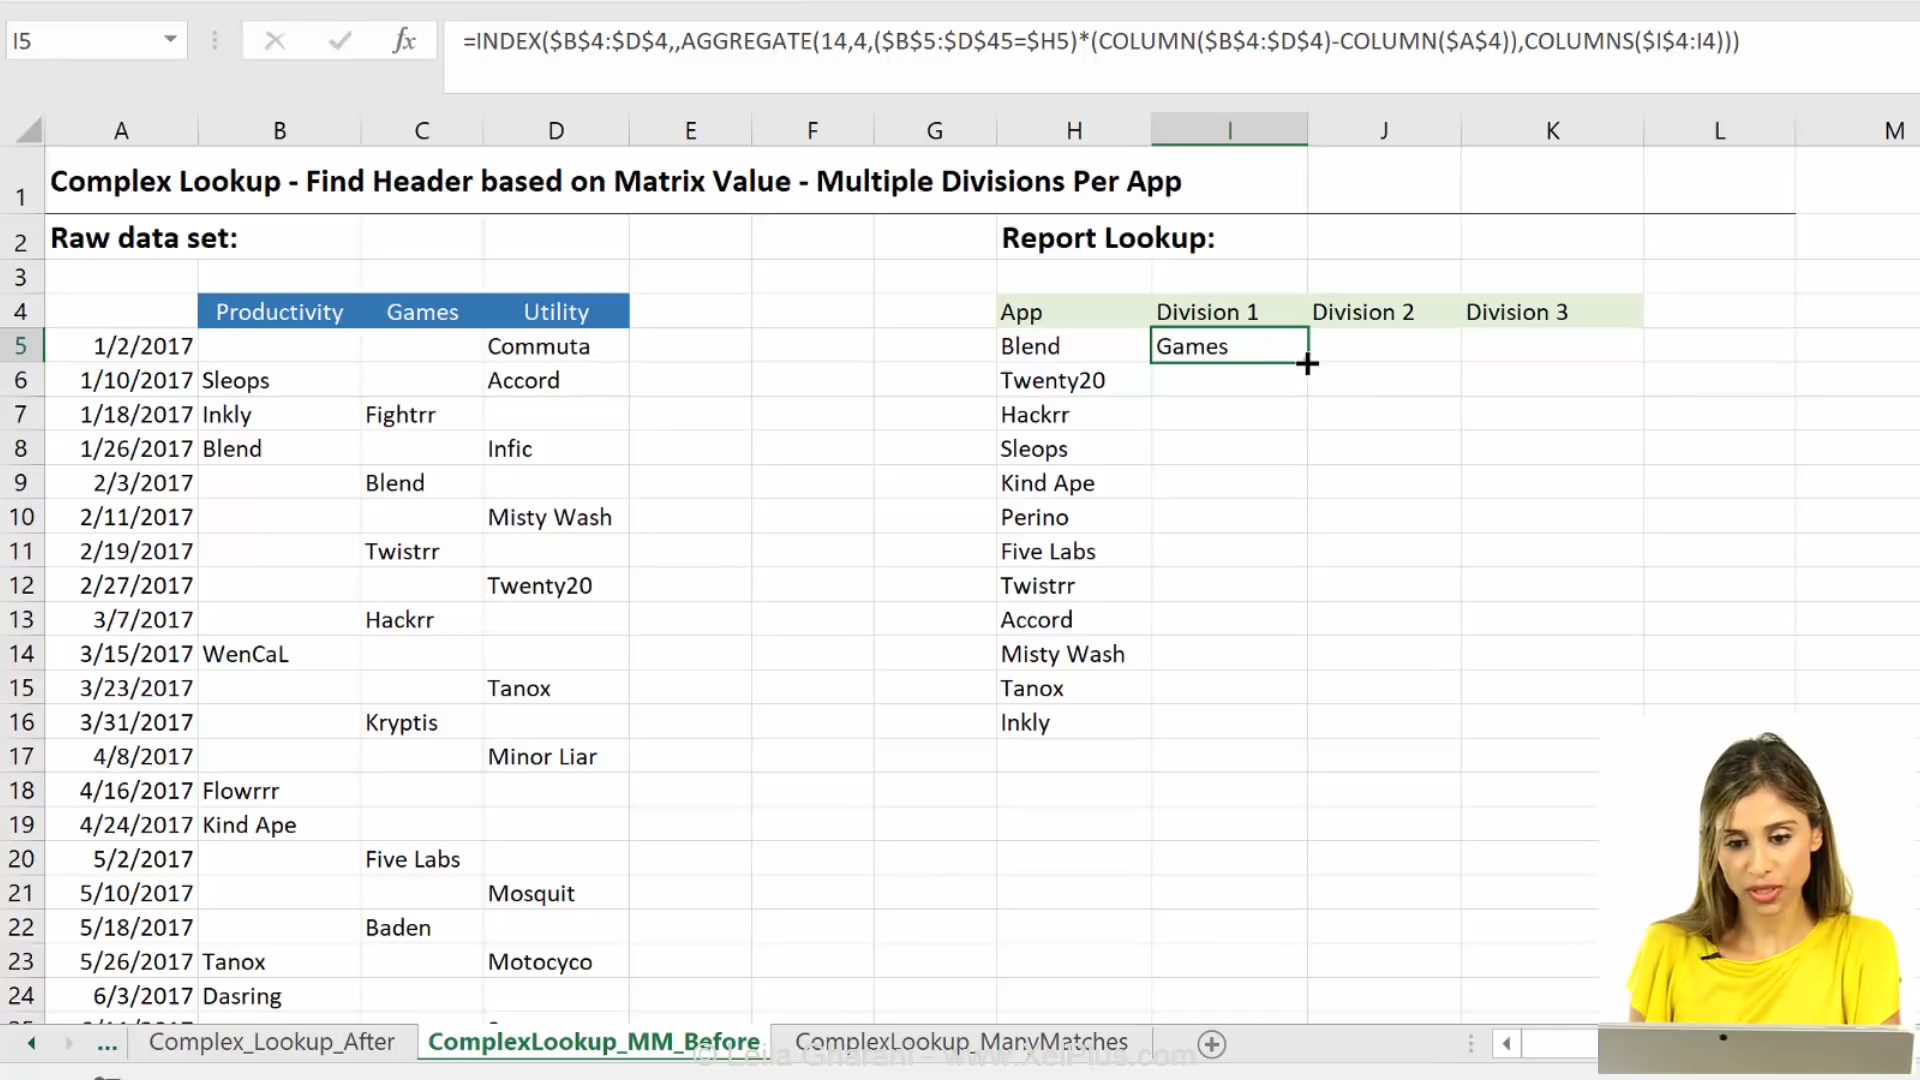 I5
fx
=INDEX($B$4:$D$4,,AGGREGATE(14,4,($B$5:$D$45=$H5)*(COLUMN($B$4:$D$4)-COLUMN($A$4)),COLUMNS($I$4:I4)))
A B C D E F G H I J K L M
1 Complex Lookup - Find Header based on Matrix Value - Multiple Divisions Per App
2 Raw data set: Report Lookup:
3
4 Productivity Games Utility App Division 1 Division 2 Division 3
5 1/2/2017 Commuta Blend Games
6 1/10/2017 Sleops Accord Twenty20
7 1/18/2017 Inkly Fightrr Hackrr
8 1/26/2017 Blend Infic Sleops
9 2/3/2017 Blend Kind Ape
10 2/11/2017 Misty Wash Perino
11 2/19/2017 Twistrr Five Labs
12 2/27/2017 Twenty20 Twistrr
13 3/7/2017 Hackrr Accord
14 3/15/2017 WenCaL Misty Wash
15 3/23/2017 Tanox Tanox
16 3/31/2017 Kryptis Inkly
17 4/8/2017 Minor Liar
18 4/16/2017 Flowrrr
19 4/24/2017 Kind Ape
20 5/2/2017 Five Labs
21 5/10/2017 Mosquit
22 5/18/2017 Baden
23 5/26/2017 Tanox Motocyco
24 6/3/2017 Dasring
... Complex_Lookup_After ComplexLookup_MM_Before ComplexLookup_ManyMatches
© Leila Gharani - www.XelPlus.com